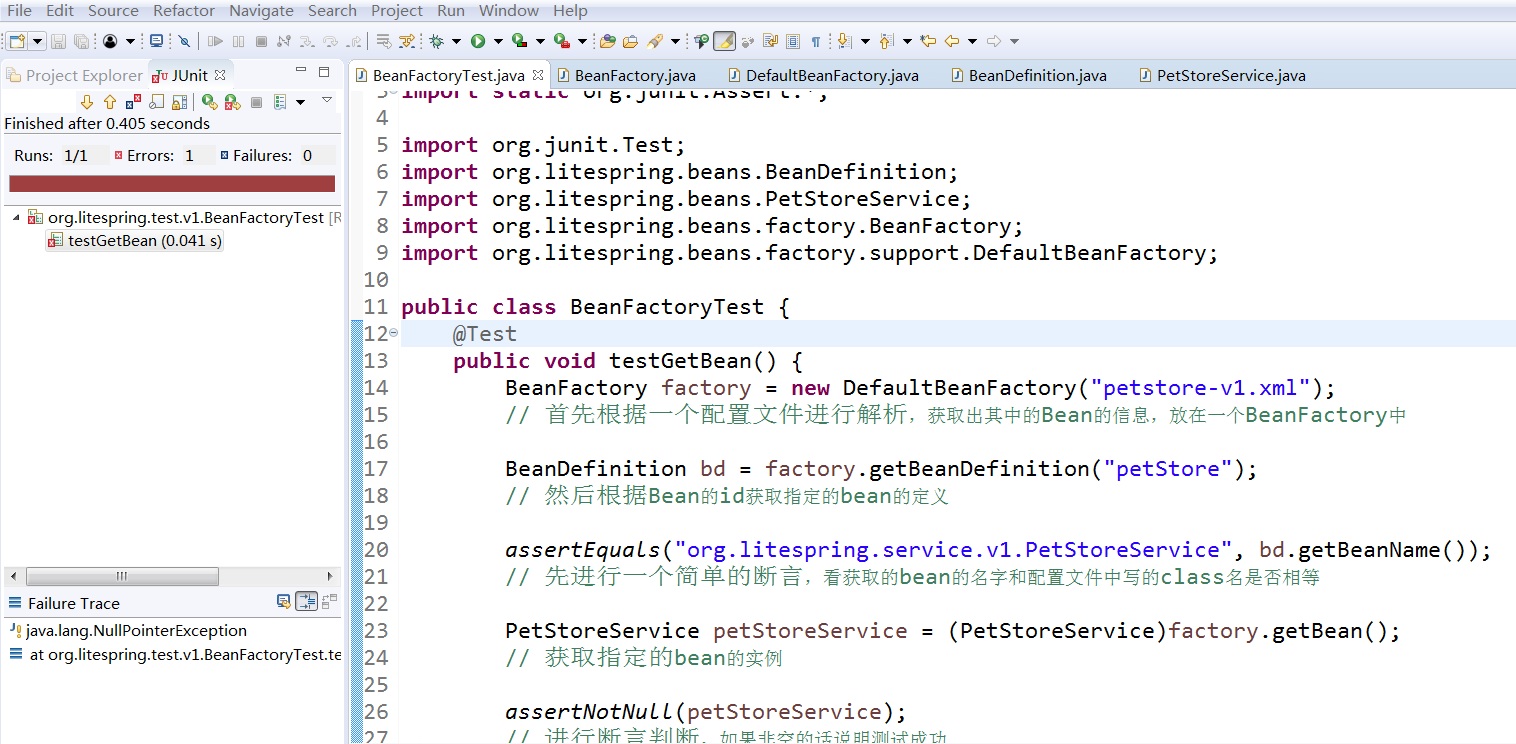 File Edit Source Refactor Navigate Search Project Run Window Help
Project Explorer JUnit
BeanFactoryTest.java BeanFactory.java DefaultBeanFactory.java BeanDefinition.java PetStoreService.java
Finished after 0.405 seconds
Runs: 1/1 Errors: 1 Failures: 0
org.litespring.test.v1.BeanFactoryTest [R
testGetBean (0.041 s)
Failure Trace
java.lang.NullPointerException
at org.litespring.test.v1.BeanFactoryTest.te
3 import static org.junit.Assert.*;
4
5 import org.junit.Test;
6 import org.litespring.beans.BeanDefinition;
7 import org.litespring.beans.PetStoreService;
8 import org.litespring.beans.factory.BeanFactory;
9 import org.litespring.beans.factory.support.DefaultBeanFactory;
10
11 public class BeanFactoryTest {
12 @Test
13 public void testGetBean() {
14 BeanFactory factory = new DefaultBeanFactory("petstore-v1.xml");
15 // 首先根据一个配置文件进行解析，获取出其中的Bean的信息，放在一个BeanFactory中
16
17 BeanDefinition bd = factory.getBeanDefinition("petStore");
18 // 然后根据Bean的id获取指定的bean的定义
19
20 assertEquals("org.litespring.service.v1.PetStoreService", bd.getBeanName());
21 // 先进行一个简单的断言，看获取的bean的名字和配置文件中写的class名是否相等
22
23 PetStoreService petStoreService = (PetStoreService)factory.getBean();
24 // 获取指定的bean的实例
25
26 assertNotNull(petStoreService);
27 // 进行断言判断，如果非空的话说明测试成功